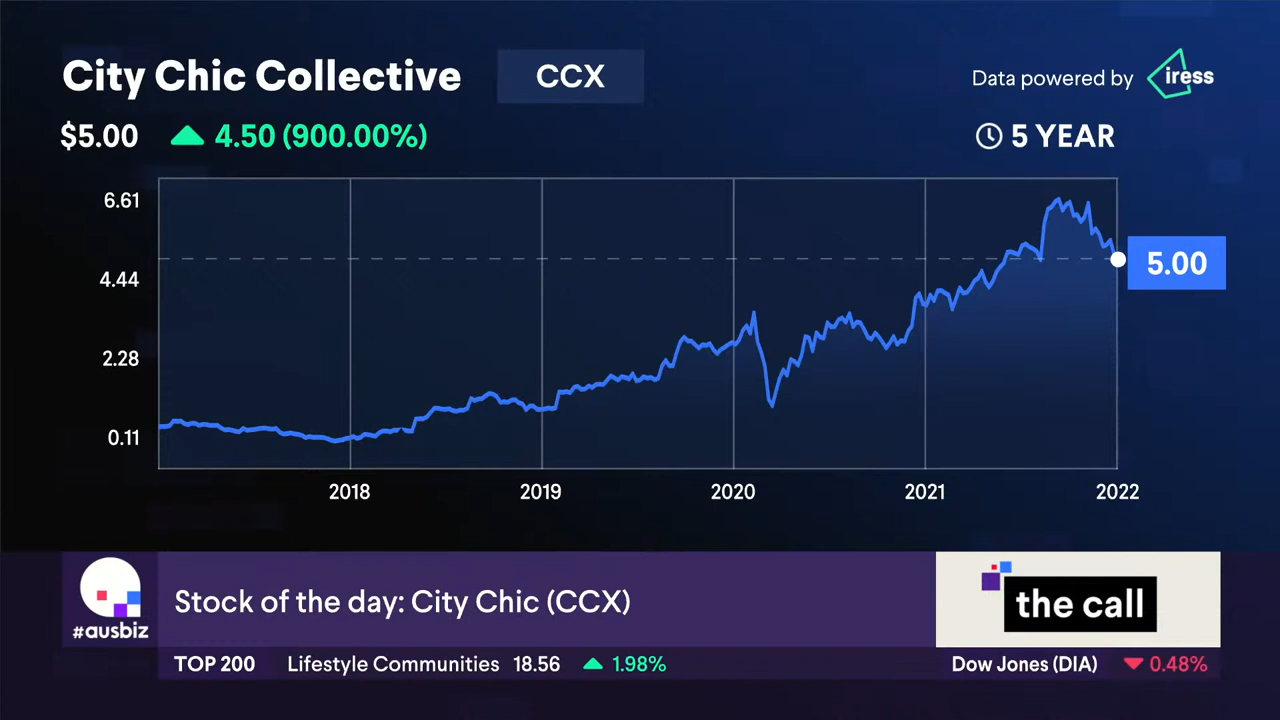 City Chic Collective CCX Data powered by iress
$5.00 4.50 (900.00%) 5 YEAR
6.61
4.44
2.28
0.11
5.00
2018 2019 2020 2021 2022
#ausbiz
Stock of the day: City Chic (CCX)
the call
TOP 200 Lifestyle Communities 18.56 1.98% Dow Jones (DIA) 0.48%